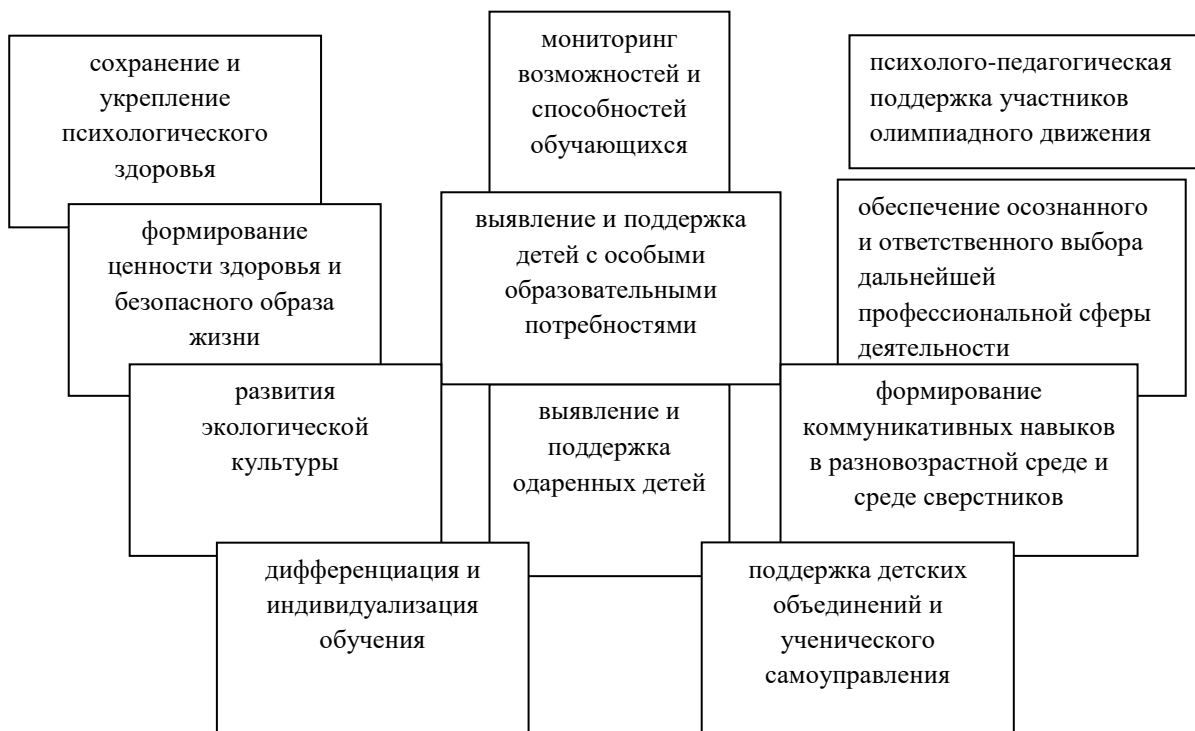 сохранение и
укрепление
психологического
здоровья
мониторинг
возможностей и
способностей
обучающихся
психолого-педагогическая
поддержка участников
олимпиадного движения
формирование
ценности здоровья и
безопасного образа
жизни
выявление и поддержка
детей с особыми
образовательными
потребностями
обеспечение осознанного
и ответственного выбора
дальнейшей
профессиональной сферы
деятельности
развития
экологической
культуры
выявление и
поддержка
одаренных детей
формирование
коммуникативных навыков
в разновозрастной среде и
среде сверстников
дифференциация и
индивидуализация
обучения
поддержка детских
объединений и
ученического
самоуправления